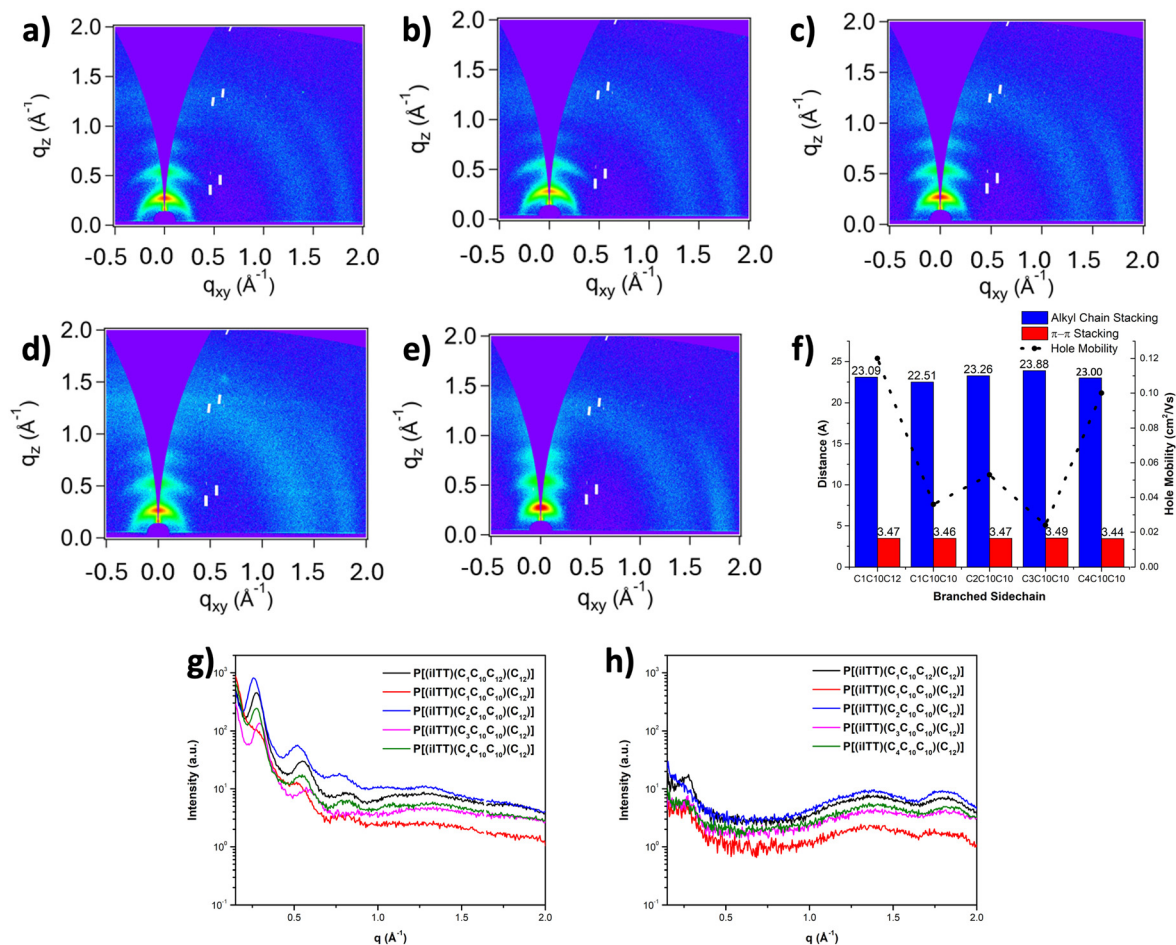 a)
2.0
1.5
1.0
0.5
0.0
q_z (Å⁻¹)
-0.5 0.0 0.5 1.0 1.5 2.0
q_xy (Å⁻¹)
b)
2.0
1.5
1.0
0.5
0.0
q_z (Å⁻¹)
-0.5 0.0 0.5 1.0 1.5 2.0
q_xy (Å⁻¹)
c)
2.0
1.5
1.0
0.5
0.0
q_z (Å⁻¹)
-0.5 0.0 0.5 1.0 1.5 2.0
q_xy (Å⁻¹)
d)
2.0
1.5
1.0
0.5
0.0
q_z (Å⁻¹)
-0.5 0.0 0.5 1.0 1.5 2.0
q_xy (Å⁻¹)
e)
2.0
1.5
1.0
0.5
0.0
q_z (Å⁻¹)
-0.5 0.0 0.5 1.0 1.5 2.0
q_xy (Å⁻¹)
f)
Alkyl Chain Stacking
π–π Stacking
Hole Mobility
25
20
15
10
5
0
Distance (A)
23.09 22.51 23.26 23.88 23.00
3.47 3.46 3.47 3.49 3.44
0.12
0.10
0.08
0.06
0.04
0.02
0.00
Hole Mobility (cm²/Vs)
C1C10C12 C1C10C10 C2C10C10 C3C10C10 C4C10C10
Branched Sidechain
g)
P[(iITT)(C₁C₁₀C₁₂)(C₁₂)]
P[(iITT)(C₁C₁₀C₁₀)(C₁₂)]
P[(iITT)(C₂C₁₀C₁₀)(C₁₂)]
P[(iITT)(C₃C₁₀C₁₀)(C₁₂)]
P[(iITT)(C₄C₁₀C₁₀)(C₁₂)]
10³
10²
10¹
10⁰
10⁻¹
Intensity (a.u.)
0.5 1.0 1.5 2.0
q (Å⁻¹)
h)
P[(iITT)(C₁C₁₀C₁₂)(C₁₂)]
P[(iITT)(C₁C₁₀C₁₀)(C₁₂)]
P[(iITT)(C₂C₁₀C₁₀)(C₁₂)]
P[(iITT)(C₃C₁₀C₁₀)(C₁₂)]
P[(iITT)(C₄C₁₀C₁₀)(C₁₂)]
10³
10²
10¹
10⁰
10⁻¹
Intensity (a.u.)
0.5 1.0 1.5 2.0
q (Å⁻¹)